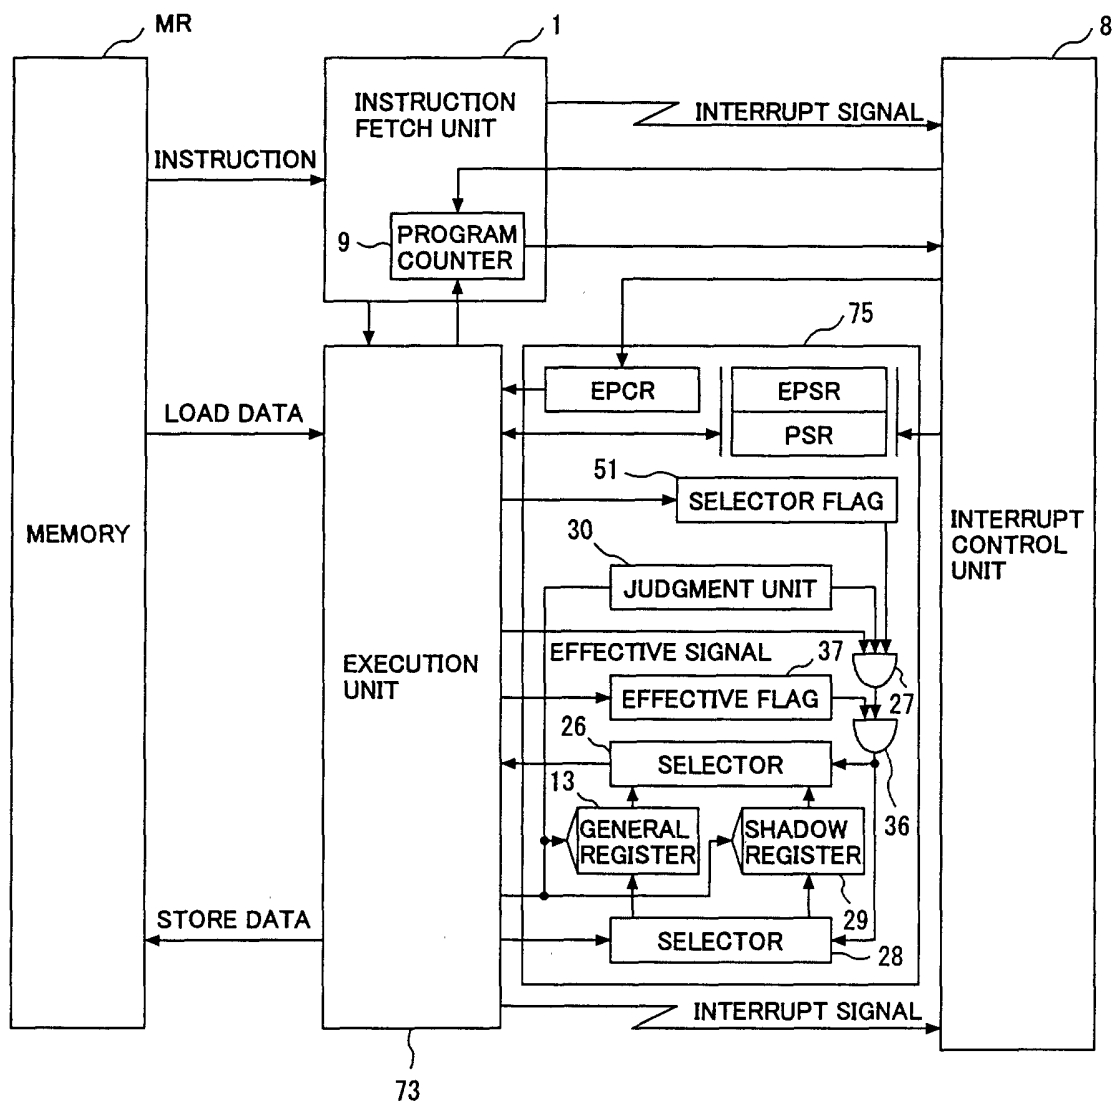 MR
1
8
INSTRUCTION
FETCH UNIT
INTERRUPT SIGNAL
INSTRUCTION
9
PROGRAM
COUNTER
75
EPCR
EPSR
PSR
LOAD DATA
51
SELECTOR FLAG
MEMORY
INTERRUPT
CONTROL
UNIT
30
JUDGMENT UNIT
EFFECTIVE SIGNAL
EXECUTION
UNIT
37
27
EFFECTIVE FLAG
26
SELECTOR
13
36
GENERAL
REGISTER
SHADOW
REGISTER
29
STORE DATA
SELECTOR
28
INTERRUPT SIGNAL
73